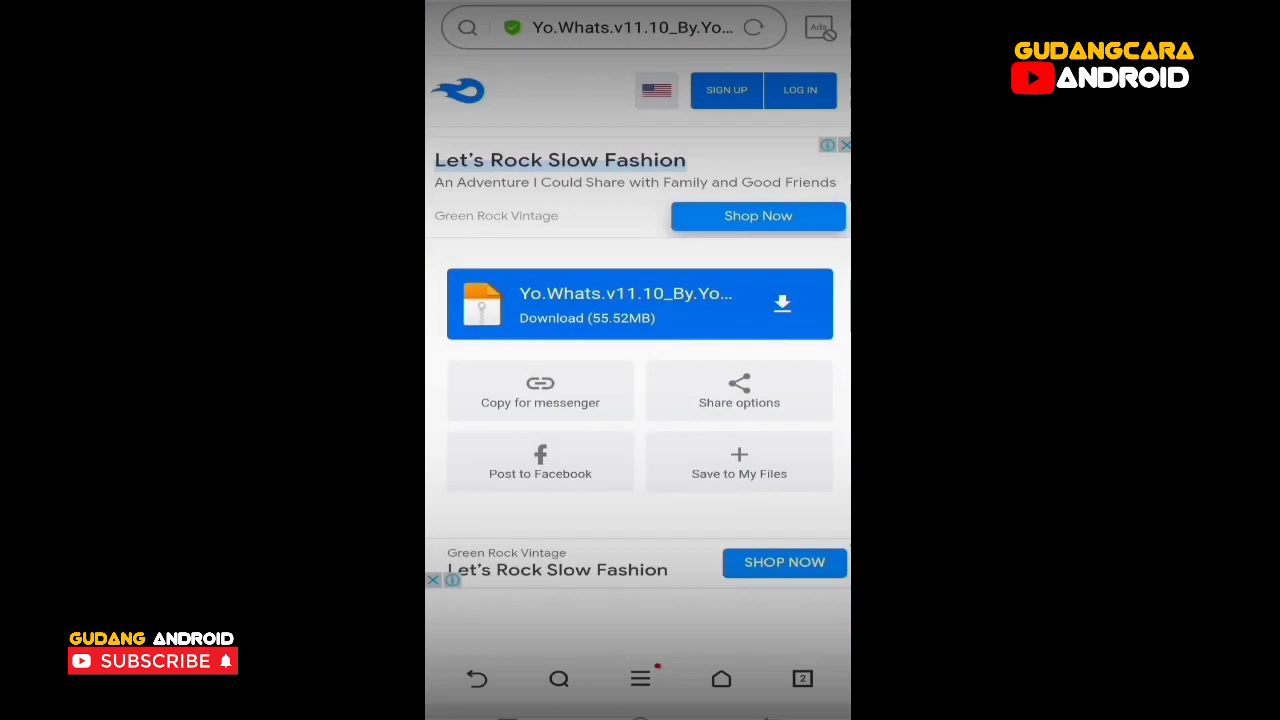 Yo.Whats.v11.10_By.Yo...
Ads
GUDANGCARA
ANDROID
SIGN UP
LOG IN
Let’s Rock Slow Fashion
An Adventure I Could Share with Family and Good Friends
Green Rock Vintage
Shop Now
Yo.Whats.v11.10_By.Yo...
Download (55.52MB)
Copy for messenger
Share options
Post to Facebook
Save to My Files
Green Rock Vintage
Let’s Rock Slow Fashion
SHOP NOW
GUDANG ANDROID
SUBSCRIBE
2